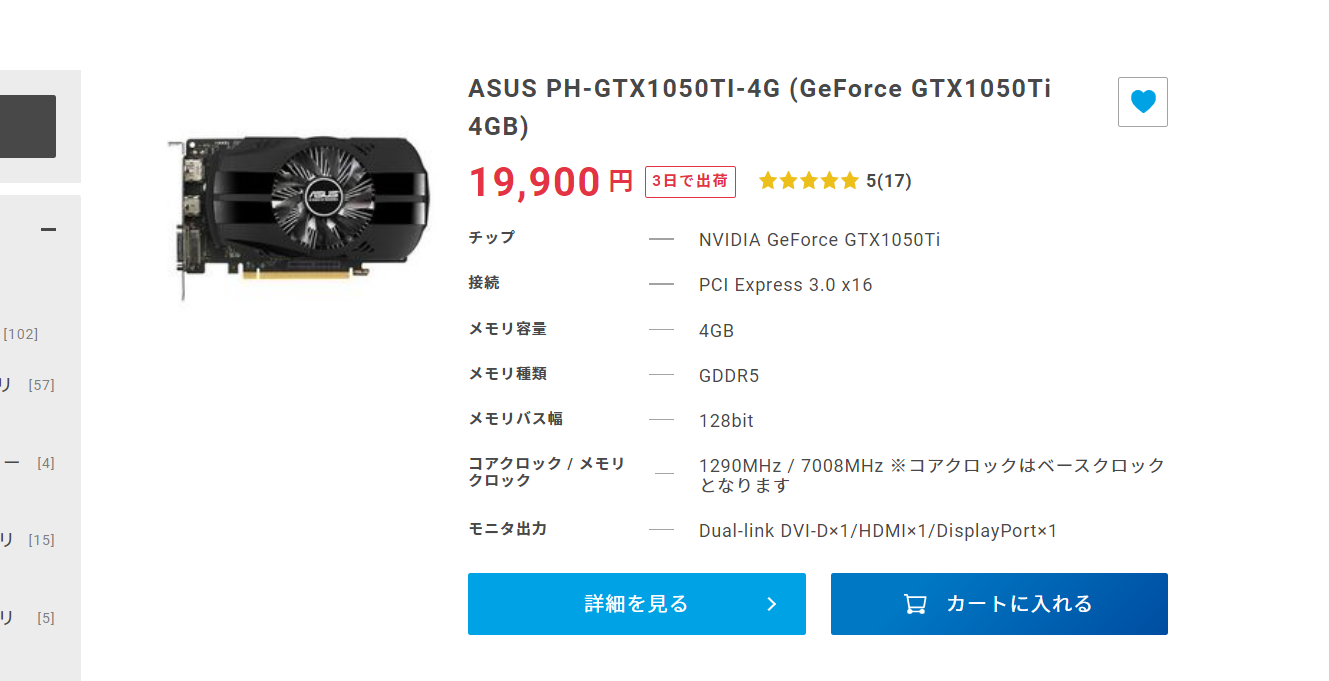 ASUS PH-GTX1050TI-4G (GeForce GTX1050Ti
4GB)
19,900 円 3日で出荷 5(17)
チップ NVIDIA GeForce GTX1050Ti
接続 PCI Express 3.0 x16
メモリ容量 4GB
メモリ種類 GDDR5
メモリバス幅 128bit
コアクロック / メモリ
クロック
1290MHz / 7008MHz ※コアクロックはベースクロック
となります
モニタ出力 Dual-link DVI-D×1/HDMI×1/DisplayPort×1
詳細を見る
カートに入れる
[102]
リ [57]
ー [4]
リ [15]
リ [5]
ASUS